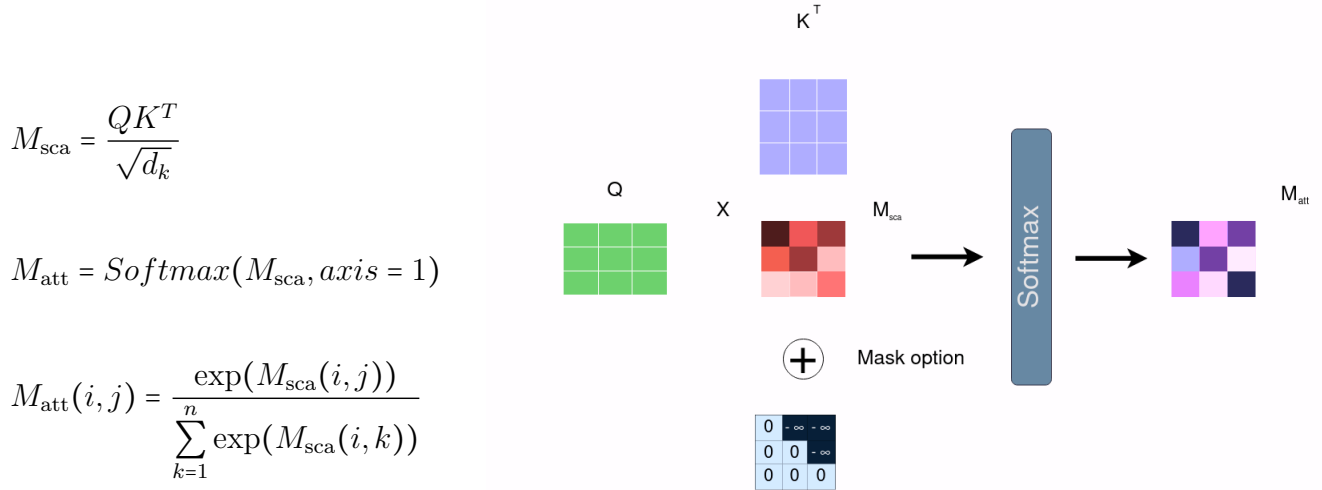 M_sca = QK^T / √d_k
M_att = Softmax(M_sca, axis = 1)
M_att(i, j) = exp(M_sca(i, j)) / ∑_{k=1}^{n} exp(M_sca(i, k))
K^T
Q
X
M_sca
Softmax
M_att
+
Mask option
0 -∞ -∞
0 0 -∞
0 0 0